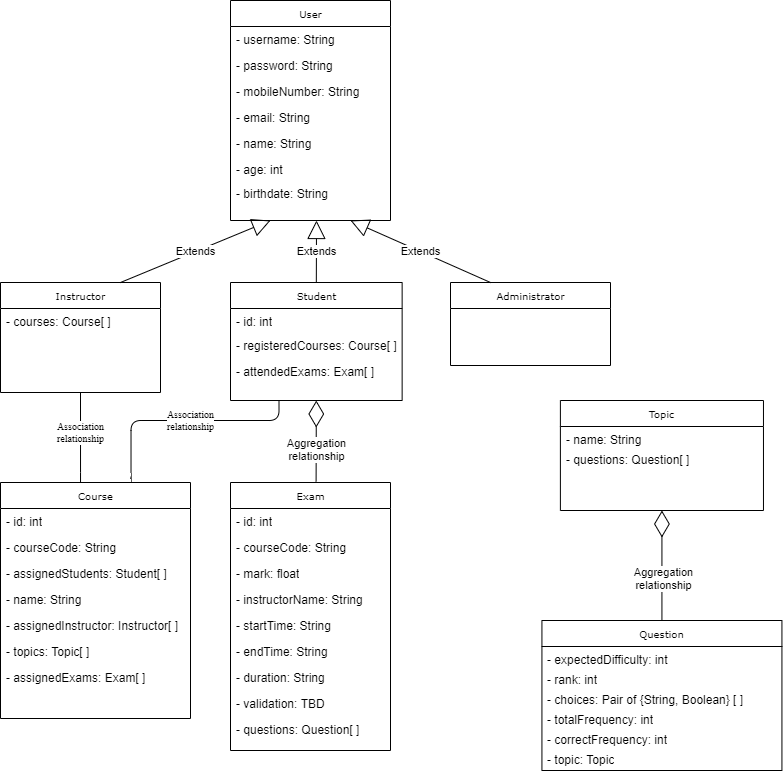 User
- username: String
- password: String
- mobileNumber: String
- email: String
- name: String
- age: int
- birthdate: String
Extends
Extends
Extends
Instructor
- courses: Course[ ]
Student
- id: int
- registeredCourses: Course[ ]
- attendedExams: Exam[ ]
Administrator
Association
relationship
Association
relationship
Aggregation
relationship
Course
- id: int
- courseCode: String
- assignedStudents: Student[ ]
- name: String
- assignedInstructor: Instructor[ ]
- topics: Topic[ ]
- assignedExams: Exam[ ]
Exam
- id: int
- courseCode: String
- mark: float
- instructorName: String
- startTime: String
- endTime: String
- duration: String
- validation: TBD
- questions: Question[ ]
Topic
- name: String
- questions: Question[ ]
Aggregation
relationship
Question
- expectedDifficulty: int
- rank: int
- choices: Pair of {String, Boolean} [ ]
- totalFrequency: int
- correctFrequency: int
- topic: Topic